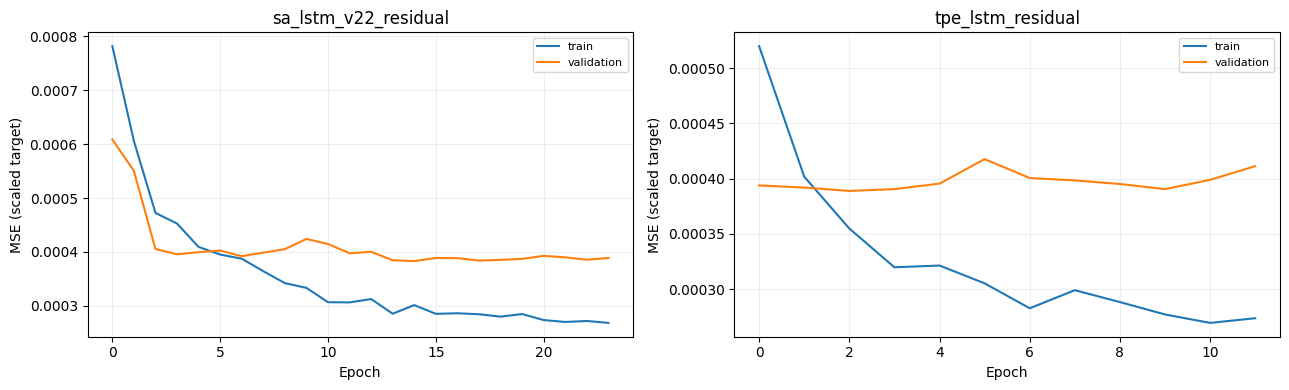 sa_lstm_v22_residual
train
validation
MSE (scaled target)
0.0008
0.0007
0.0006
0.0005
0.0004
0.0003
0
5
10
15
20
Epoch
tpe_lstm_residual
train
validation
MSE (scaled target)
0.00050
0.00045
0.00040
0.00035
0.00030
0
2
4
6
8
10
Epoch